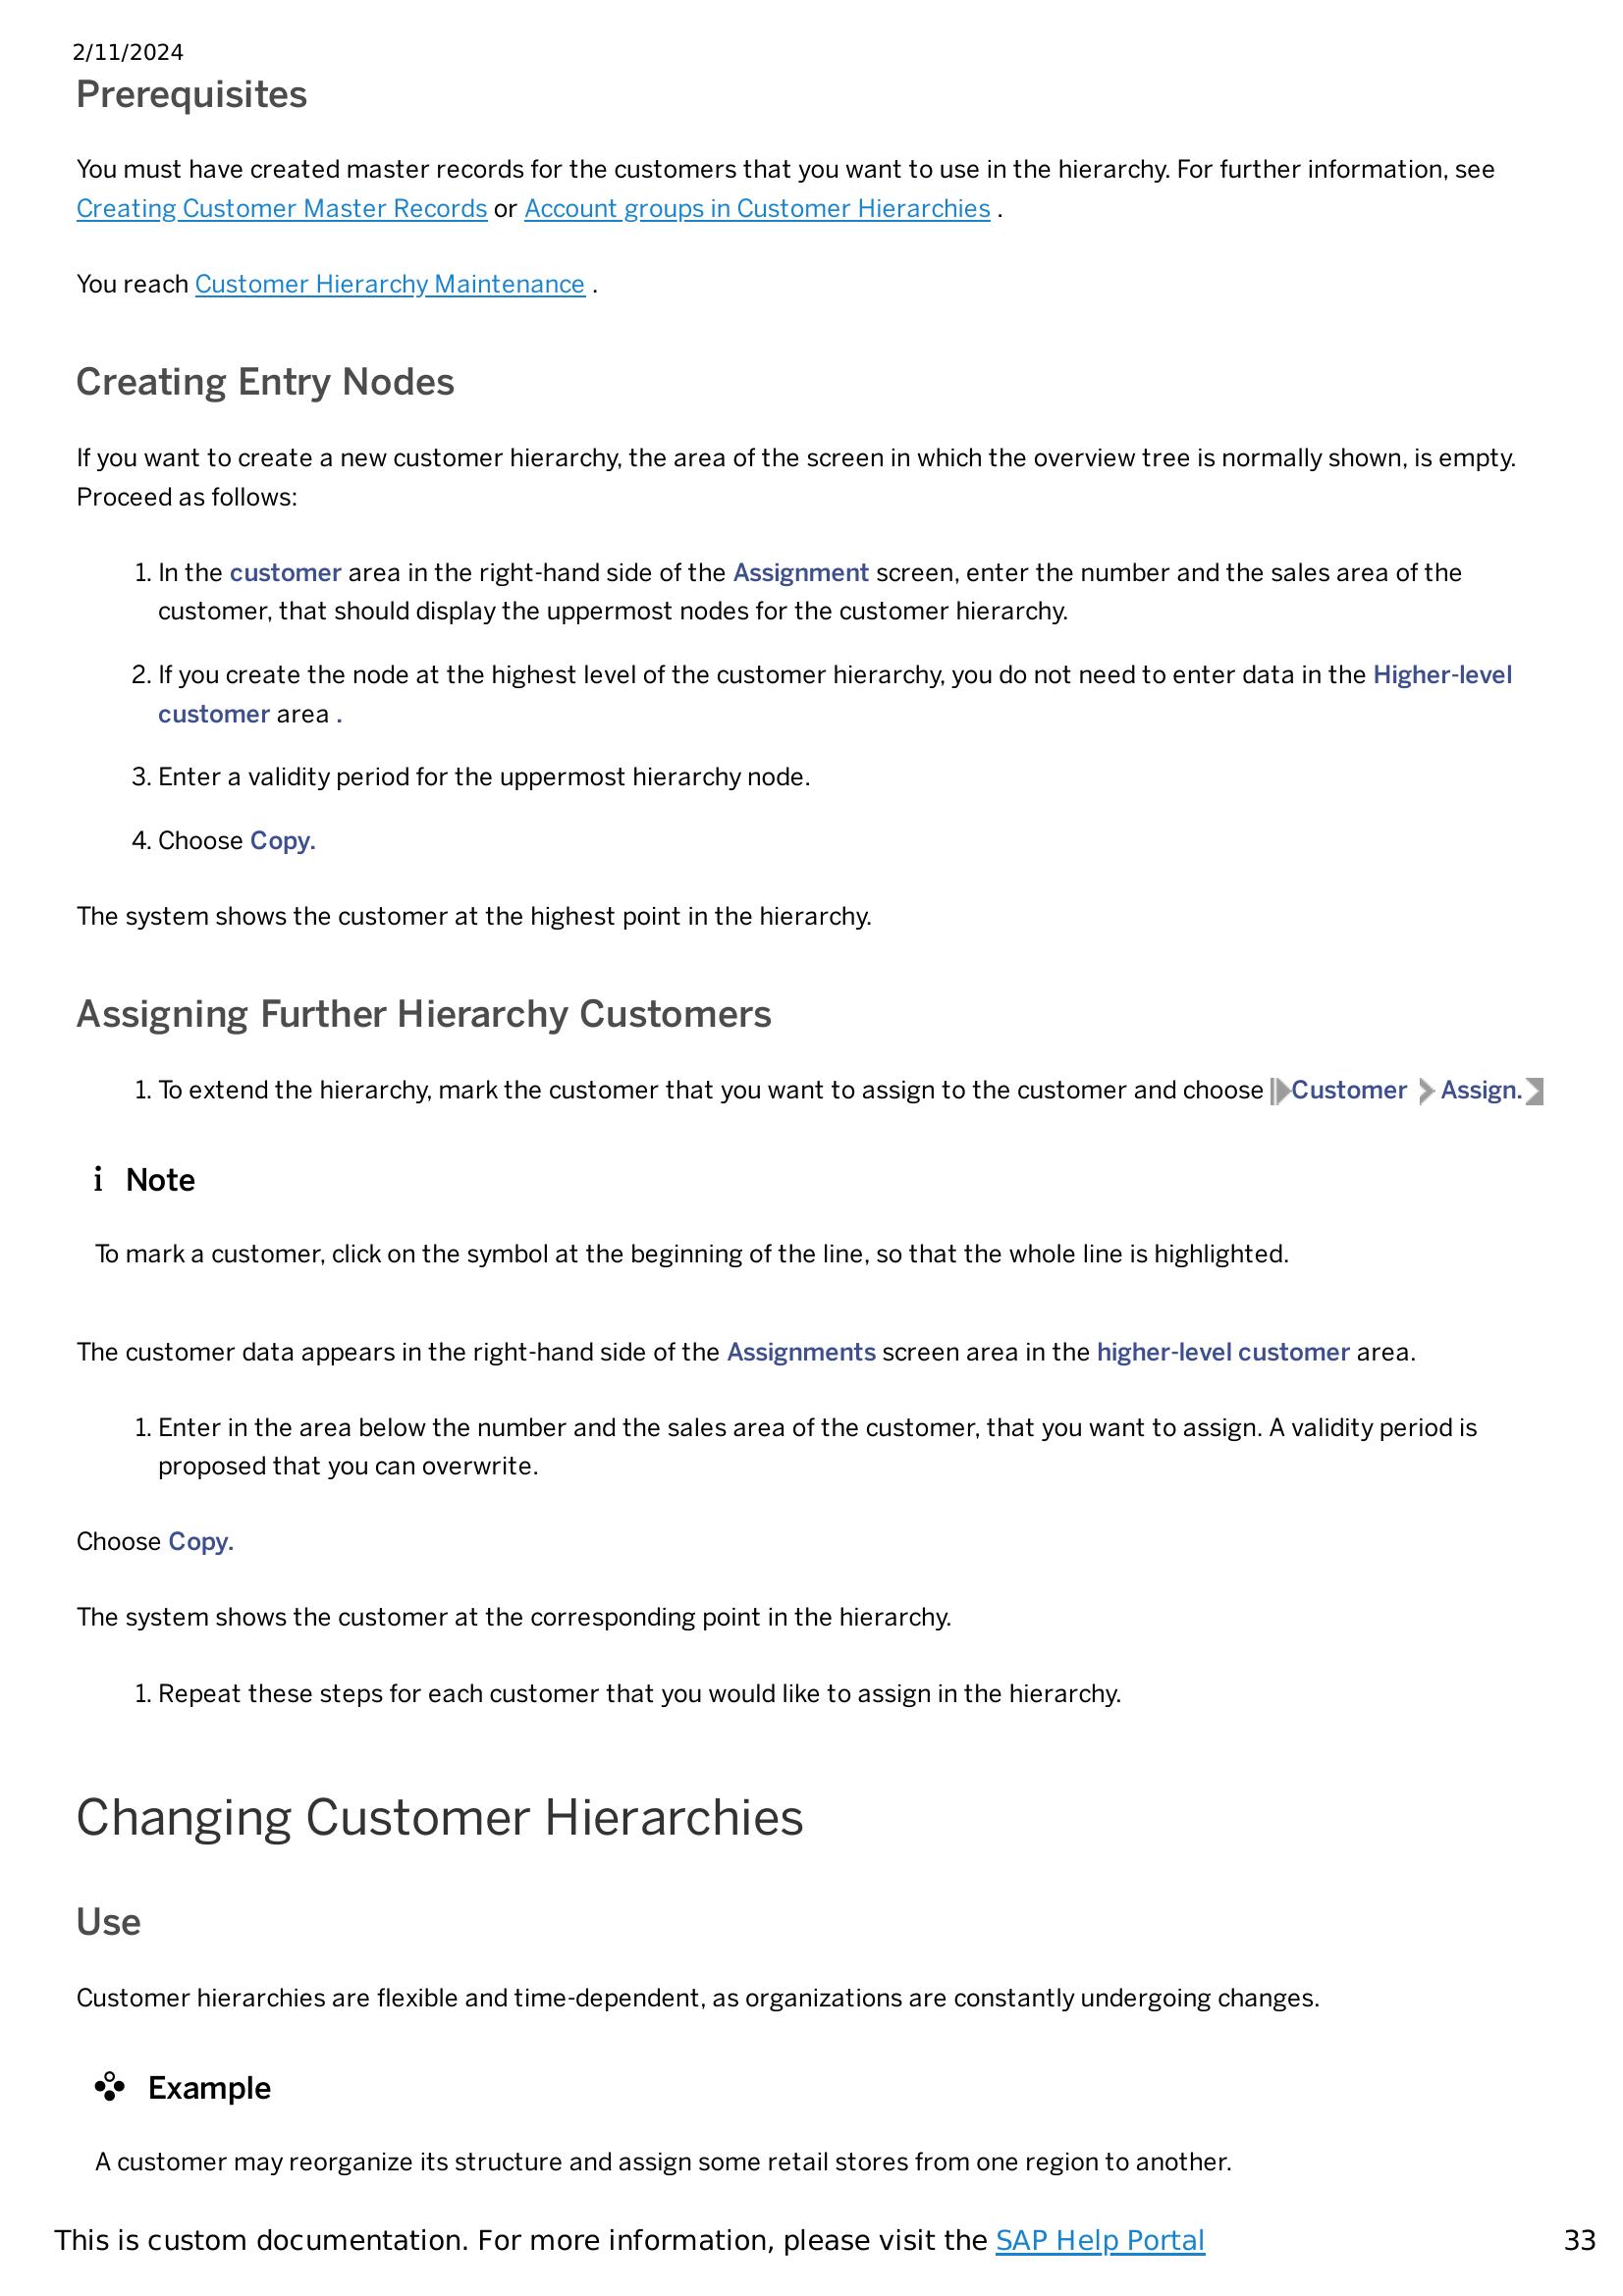 2/11/2024
Prerequisites
You must have created master records for the customers that you want to use in the hierarchy. For further information, see
Creating Customer Master Records or Account groups in Customer Hierarchies .
You reach Customer Hierarchy Maintenance .
Creating Entry Nodes
If you want to create a new customer hierarchy, the area of the screen in which the overview tree is normally shown, is empty.
Proceed as follows:
1. In the customer area in the right-hand side of the Assignment screen, enter the number and the sales area of the
customer, that should display the uppermost nodes for the customer hierarchy.
2. If you create the node at the highest level of the customer hierarchy, you do not need to enter data in the Higher-level
customer area .
3. Enter a validity period for the uppermost hierarchy node.
4. Choose Copy.
The system shows the customer at the highest point in the hierarchy.
Assigning Further Hierarchy Customers
1. To extend the hierarchy, mark the customer that you want to assign to the customer and choose Customer Assign.
i Note
To mark a customer, click on the symbol at the beginning of the line, so that the whole line is highlighted.
The customer data appears in the right-hand side of the Assignments screen area in the higher-level customer area.
1. Enter in the area below the number and the sales area of the customer, that you want to assign. A validity period is
proposed that you can overwrite.
Choose Copy.
The system shows the customer at the corresponding point in the hierarchy.
1. Repeat these steps for each customer that you would like to assign in the hierarchy.
Changing Customer Hierarchies
Use
Customer hierarchies are flexible and time-dependent, as organizations are constantly undergoing changes.
Example
A customer may reorganize its structure and assign some retail stores from one region to another.
This is custom documentation. For more information, please visit the SAP Help Portal 33